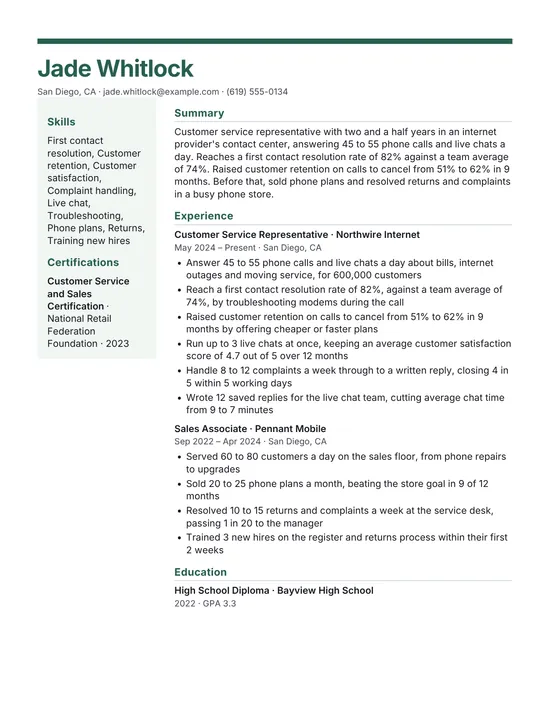 Jade Whitlock
San Diego, CA · jade.whitlock@example.com · (619) 555-0134
Skills
First contact
resolution, Customer
retention, Customer
satisfaction,
Complaint handling,
Live chat,
Troubleshooting,
Phone plans, Returns,
Training new hires
Certifications
Customer Service
and Sales
Certification ·
National Retail
Federation
Foundation · 2023
Summary
Customer service representative with two and a half years in an internet
provider's contact center, answering 45 to 55 phone calls and live chats a
day. Reaches a first contact resolution rate of 82% against a team average
of 74%. Raised customer retention on calls to cancel from 51% to 62% in 9
months. Before that, sold phone plans and resolved returns and complaints
in a busy phone store.
Experience
Customer Service Representative · Northwire Internet
May 2024 – Present · San Diego, CA
• Answer 45 to 55 phone calls and live chats a day about bills, internet
outages and moving service, for 600,000 customers
• Reach a first contact resolution rate of 82%, against a team average of
74%, by troubleshooting modems during the call
• Raised customer retention on calls to cancel from 51% to 62% in 9
months by offering cheaper or faster plans
• Run up to 3 live chats at once, keeping an average customer satisfaction
score of 4.7 out of 5 over 12 months
• Handle 8 to 12 complaints a week through to a written reply, closing 4 in
5 within 5 working days
• Wrote 12 saved replies for the live chat team, cutting average chat time
from 9 to 7 minutes
Sales Associate · Pennant Mobile
Sep 2022 – Apr 2024 · San Diego, CA
• Served 60 to 80 customers a day on the sales floor, from phone repairs
to upgrades
• Sold 20 to 25 phone plans a month, beating the store goal in 9 of 12
months
• Resolved 10 to 15 returns and complaints a week at the service desk,
passing 1 in 20 to the manager
• Trained 3 new hires on the register and returns process within their first
2 weeks
Education
High School Diploma · Bayview High School
2022 · GPA 3.3